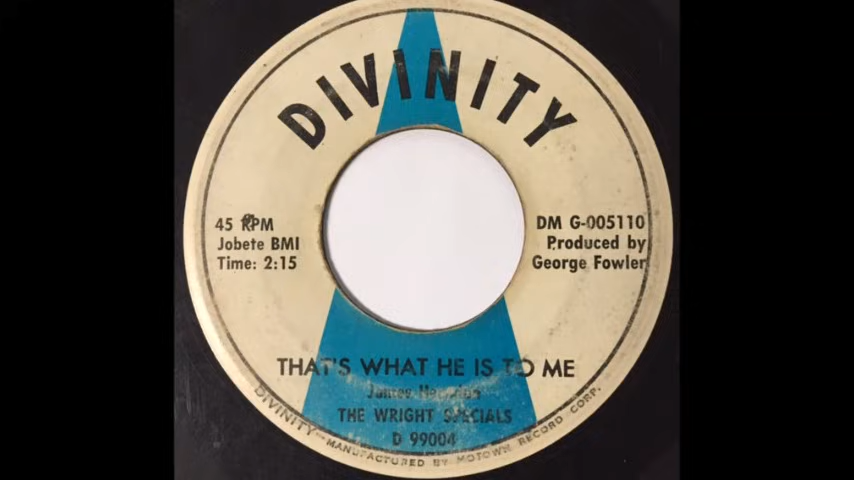 DIVINITY
45 RPM
Jobete BMI
Time: 2:15
DM G-005110
Produced by
George Fowler
THAT'S WHAT HE IS TO ME
James
THE WRIGHT SPECIALS
D 99004
DIVINITY — MANUFACTURED BY MOTOWN RECORD CORP.